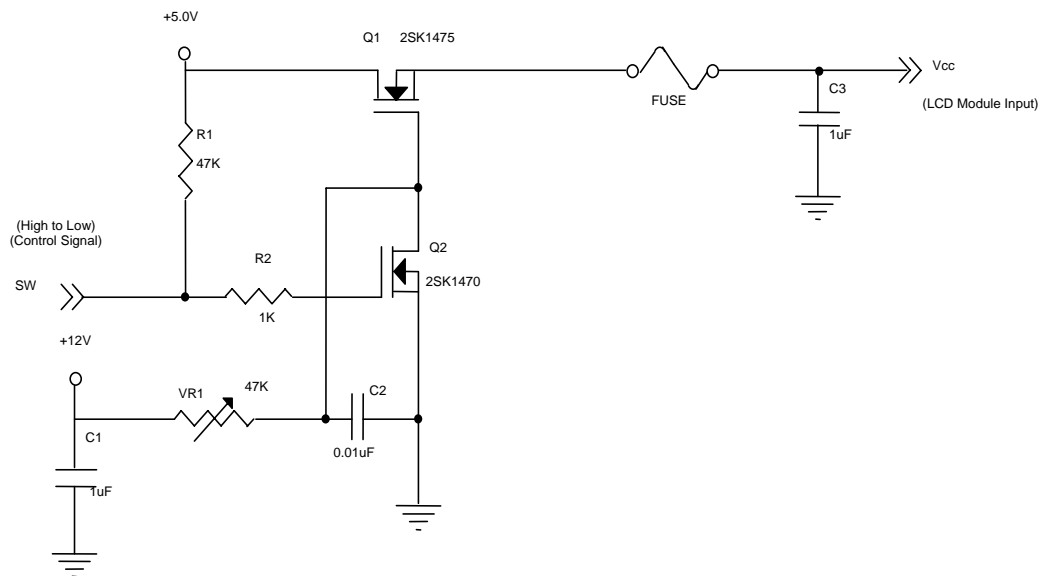 +5.0V
Q1 2SK1475
Vcc
FUSE
C3
(LCD Module Input)
R1
1uF
47K
(High to Low)
(Control Signal)
Q2
R2
2SK1470
SW
1K
+12V
VR1 47K
C2
C1
0.01uF
1uF